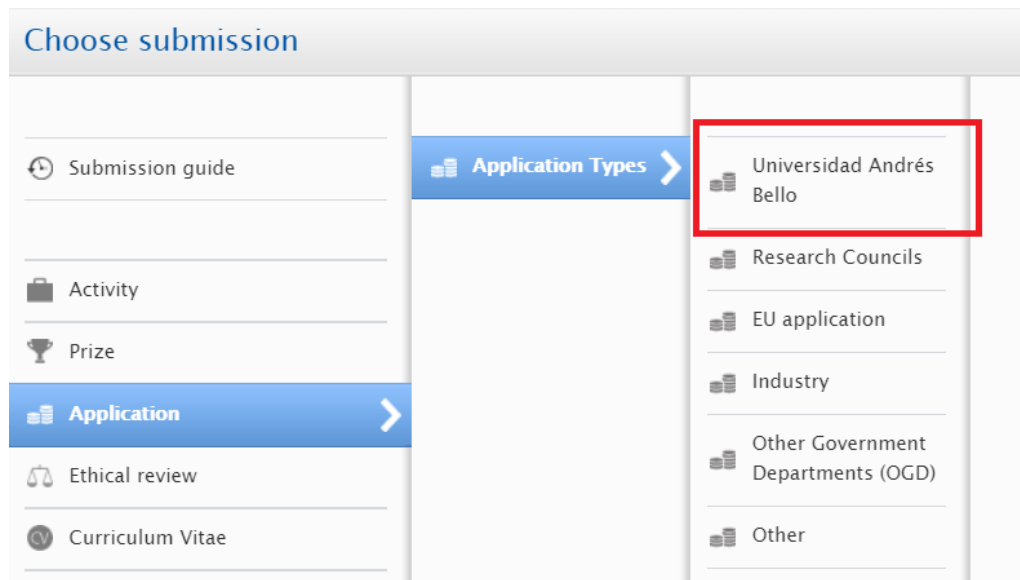 Choose submission
Submission guide
Activity
Prize
Application
Ethical review
CV
Curriculum Vitae
Application Types
Universidad Andrés
Bello
Research Councils
EU application
Industry
Other Government
Departments (OGD)
Other